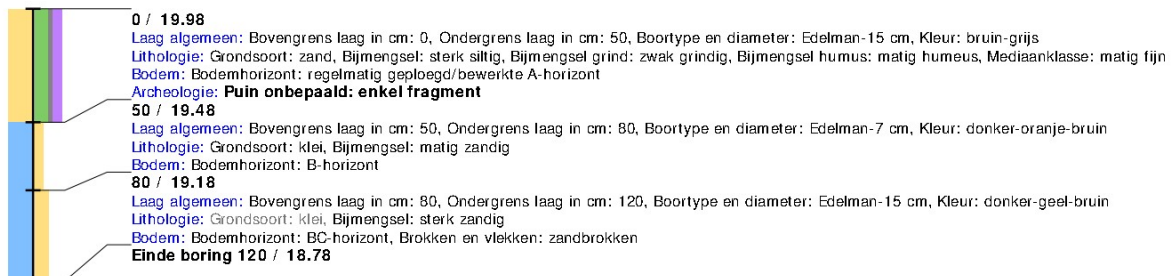 0 / 19.98
Laag algemeen: Bovengrens laag in cm: 0, Ondergrens laag in cm: 50, Boortype en diameter: Edelman-15 cm, Kleur: bruin-grijs
Lithologie: Grondsoort: zand, Bijmengsel: sterk siltig, Bijmengsel grind: zwak grindig, Bijmengsel humus: matig humeus, Mediaanklasse: matig fijn
Bodem: Bodemhorizont: regelmatig geploegd/bewerkte A-horizont
Archeologie: Puin onbepaald: enkel fragment
50 / 19.48
Laag algemeen: Bovengrens laag in cm: 50, Ondergrens laag in cm: 80, Boortype en diameter: Edelman-7 cm, Kleur: donker-oranje-bruin
Lithologie: Grondsoort: klei, Bijmengsel: matig zandig
Bodem: Bodemhorizont: B-horizont
80 / 19.18
Laag algemeen: Bovengrens laag in cm: 80, Ondergrens laag in cm: 120, Boortype en diameter: Edelman-15 cm, Kleur: donker-geel-bruin
Lithologie: Grondsoort: klei, Bijmengsel: sterk zandig
Bodem: Bodemhorizont: BC-horizont, Brokken en vlekken: zandbrokken
Einde boring 120 / 18.78